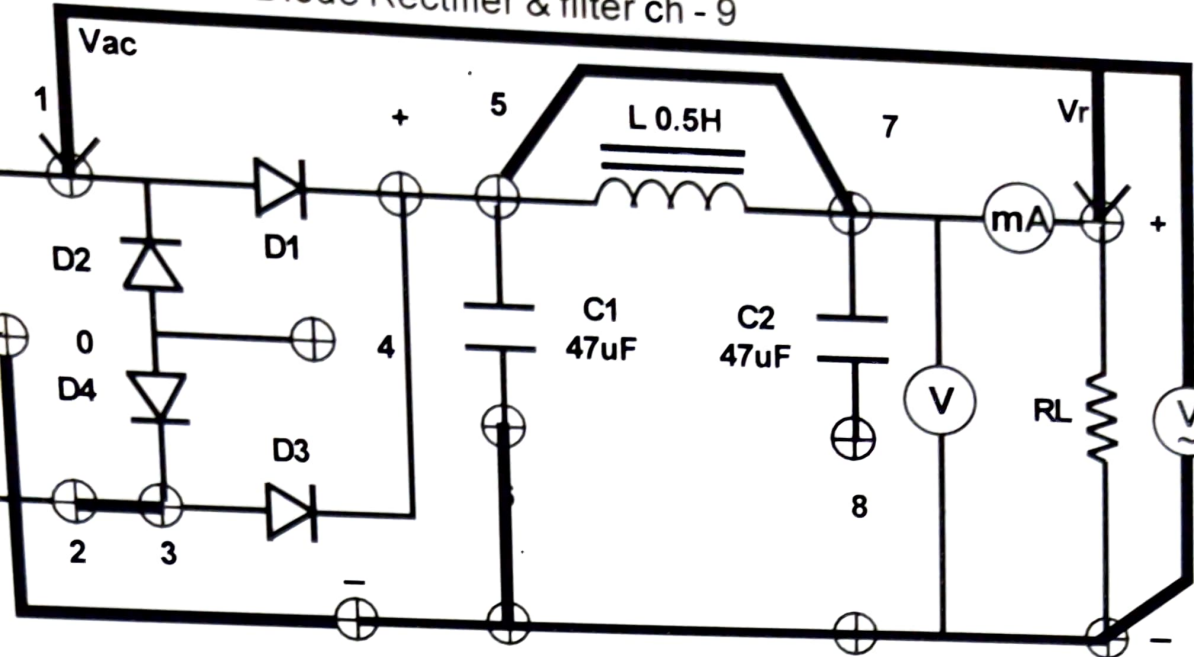 Diode Rectifier & filter ch - 9
Vac
1
+
5
L 0.5H
7
Vr
mA
+
D1
D2
0
4
C1
47uF
C2
47uF
V
RL
V
~
D4
D3
8
2
3
–
–